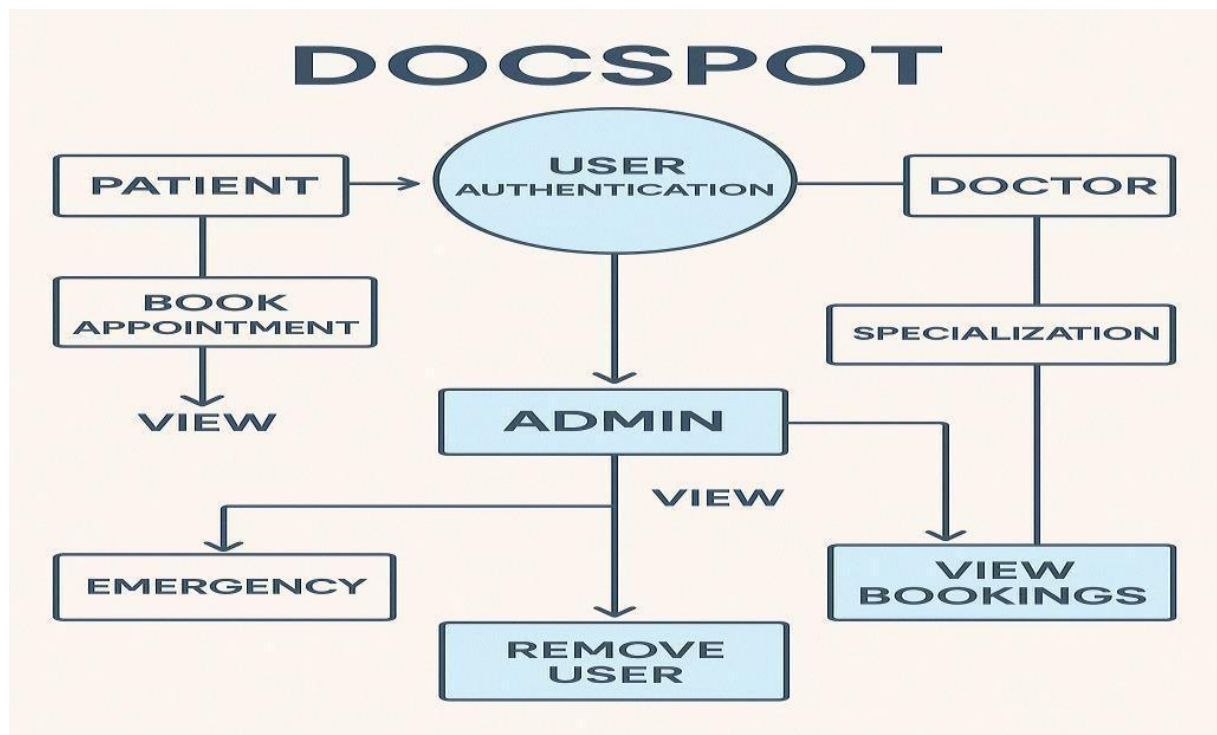 DOCSPOT
PATIENT
USER
AUTHENTICATION
DOCTOR
BOOK
APPOINTMENT
SPECIALIZATION
VIEW
ADMIN
VIEW
EMERGENCY
VIEW
BOOKINGS
REMOVE
USER